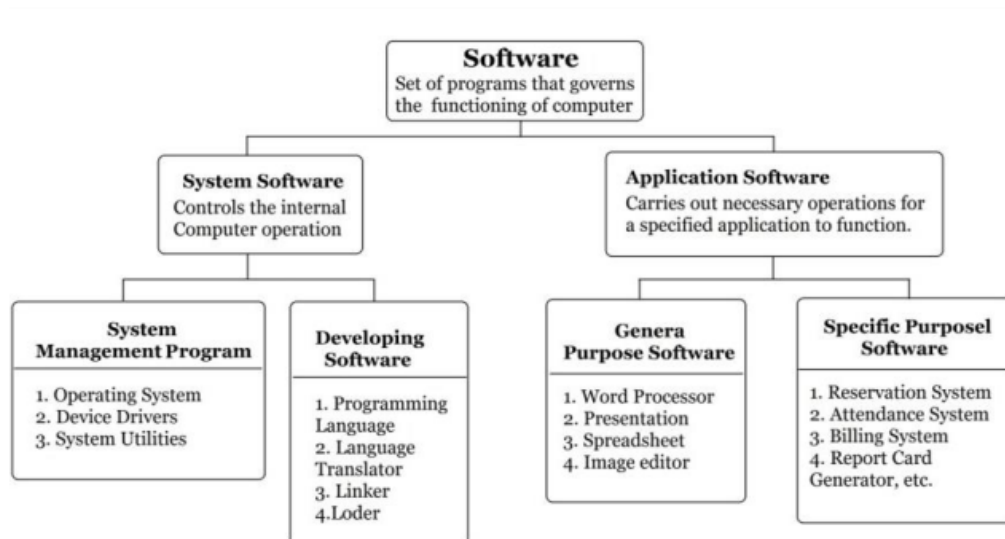 Software
Set of programs that governs
the functioning of computer
System Software
Controls the internal
Computer operation
Application Software
Carries out necessary operations for
a specified application to function.
System
Management Program
1. Operating System
2. Device Drivers
3. System Utilities
Developing
Software
1. Programming
Language
2. Language
Translator
3. Linker
4.Loder
Genera
Purpose Software
1. Word Processor
2. Presentation
3. Spreadsheet
4. Image editor
Specific Purposel
Software
1. Reservation System
2. Attendance System
3. Billing System
4. Report Card
Generator, etc.